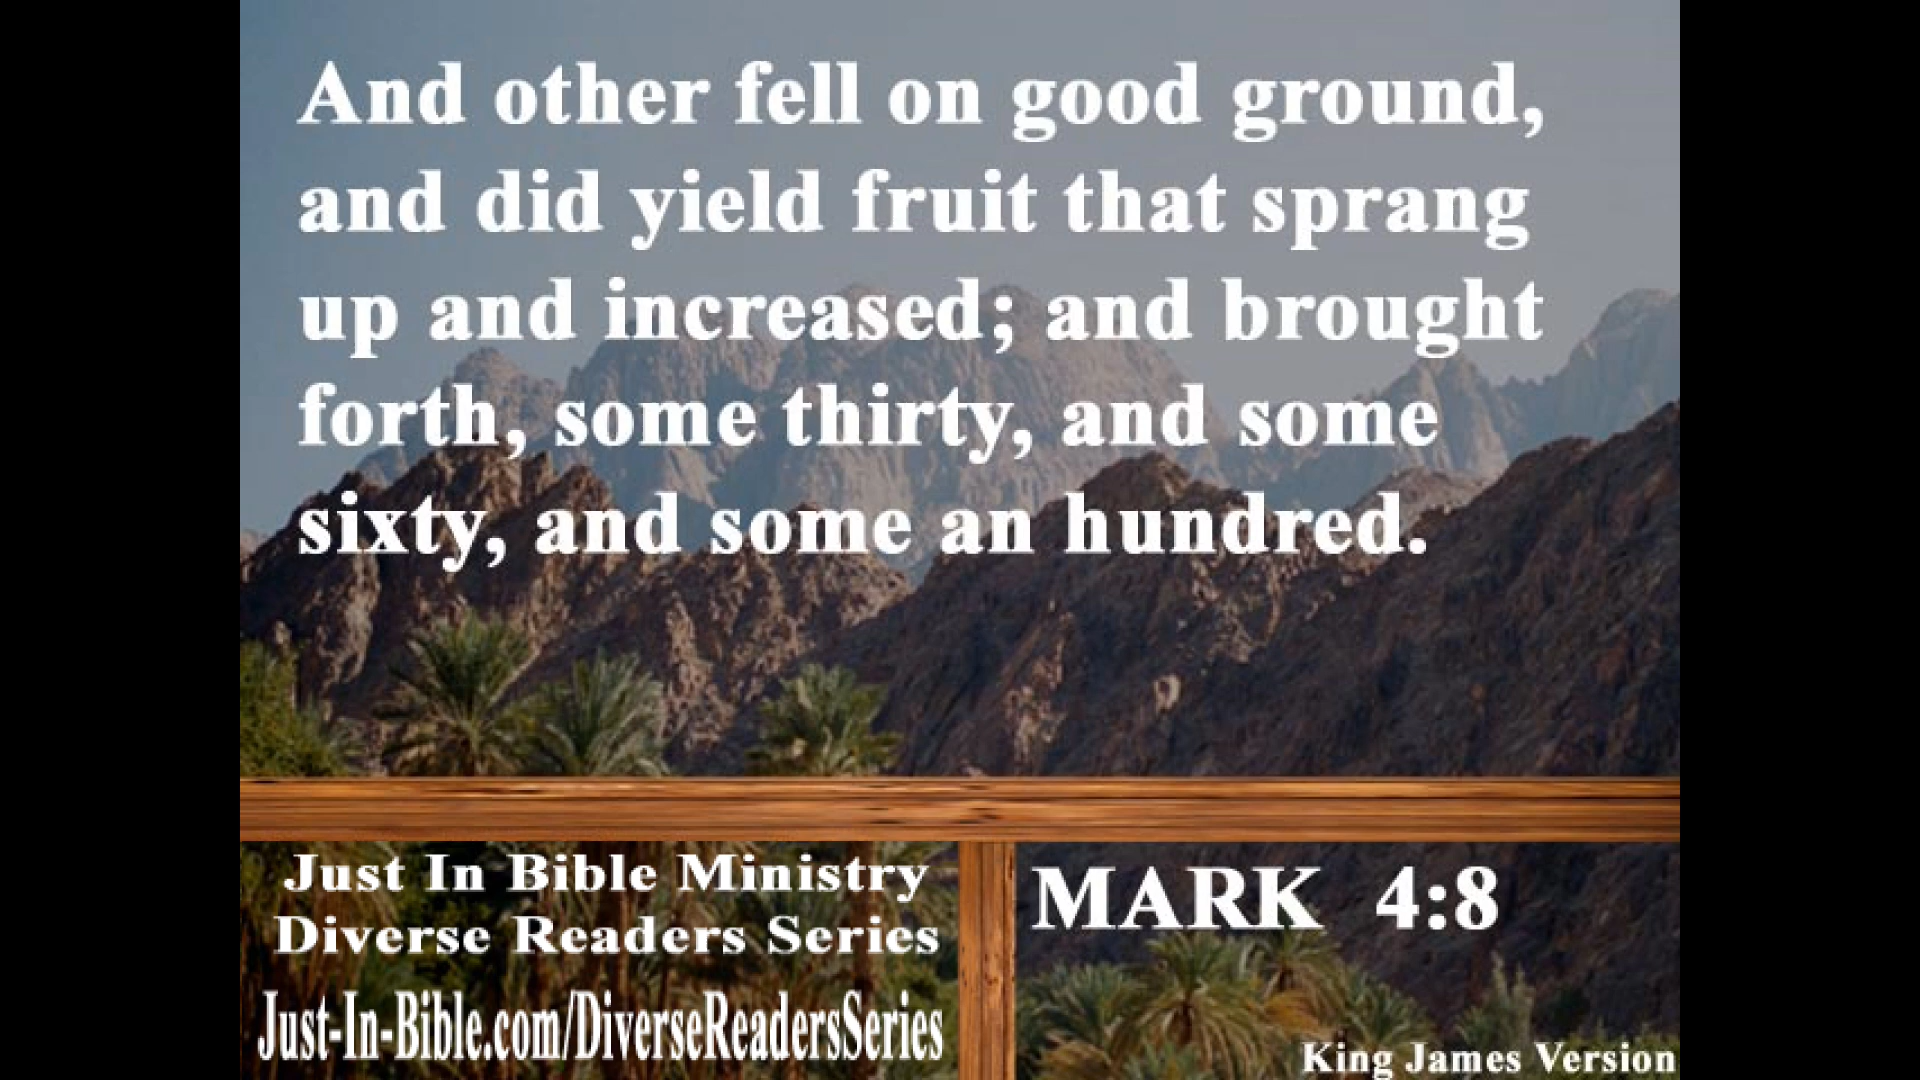 And other fell on good ground,
and did yield fruit that sprang
up and increased; and brought
forth, some thirty, and some
sixty, and some an hundred.
Just In Bible Ministry
Diverse Readers Series
Just-In-Bible.com/DiverseReadersSeries
MARK 4:8
King James Version